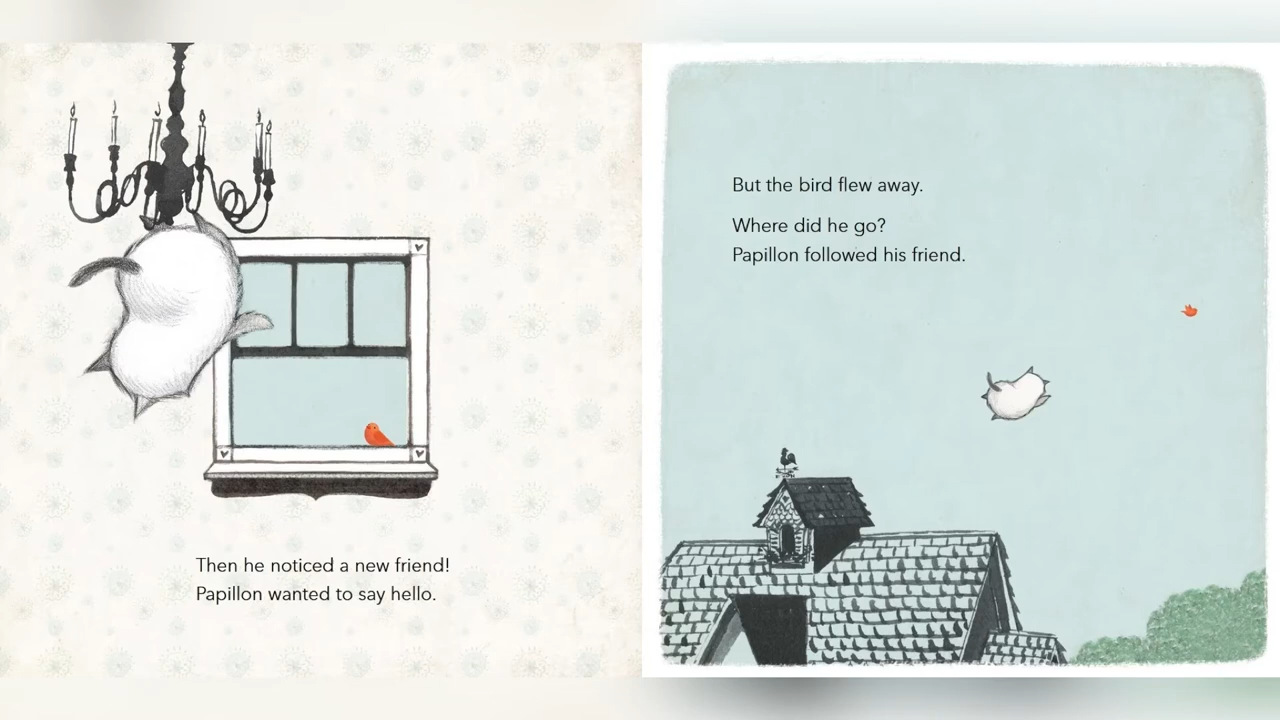 Then he noticed a new friend!
Papillon wanted to say hello.
But the bird flew away.
Where did he go?
Papillon followed his friend.